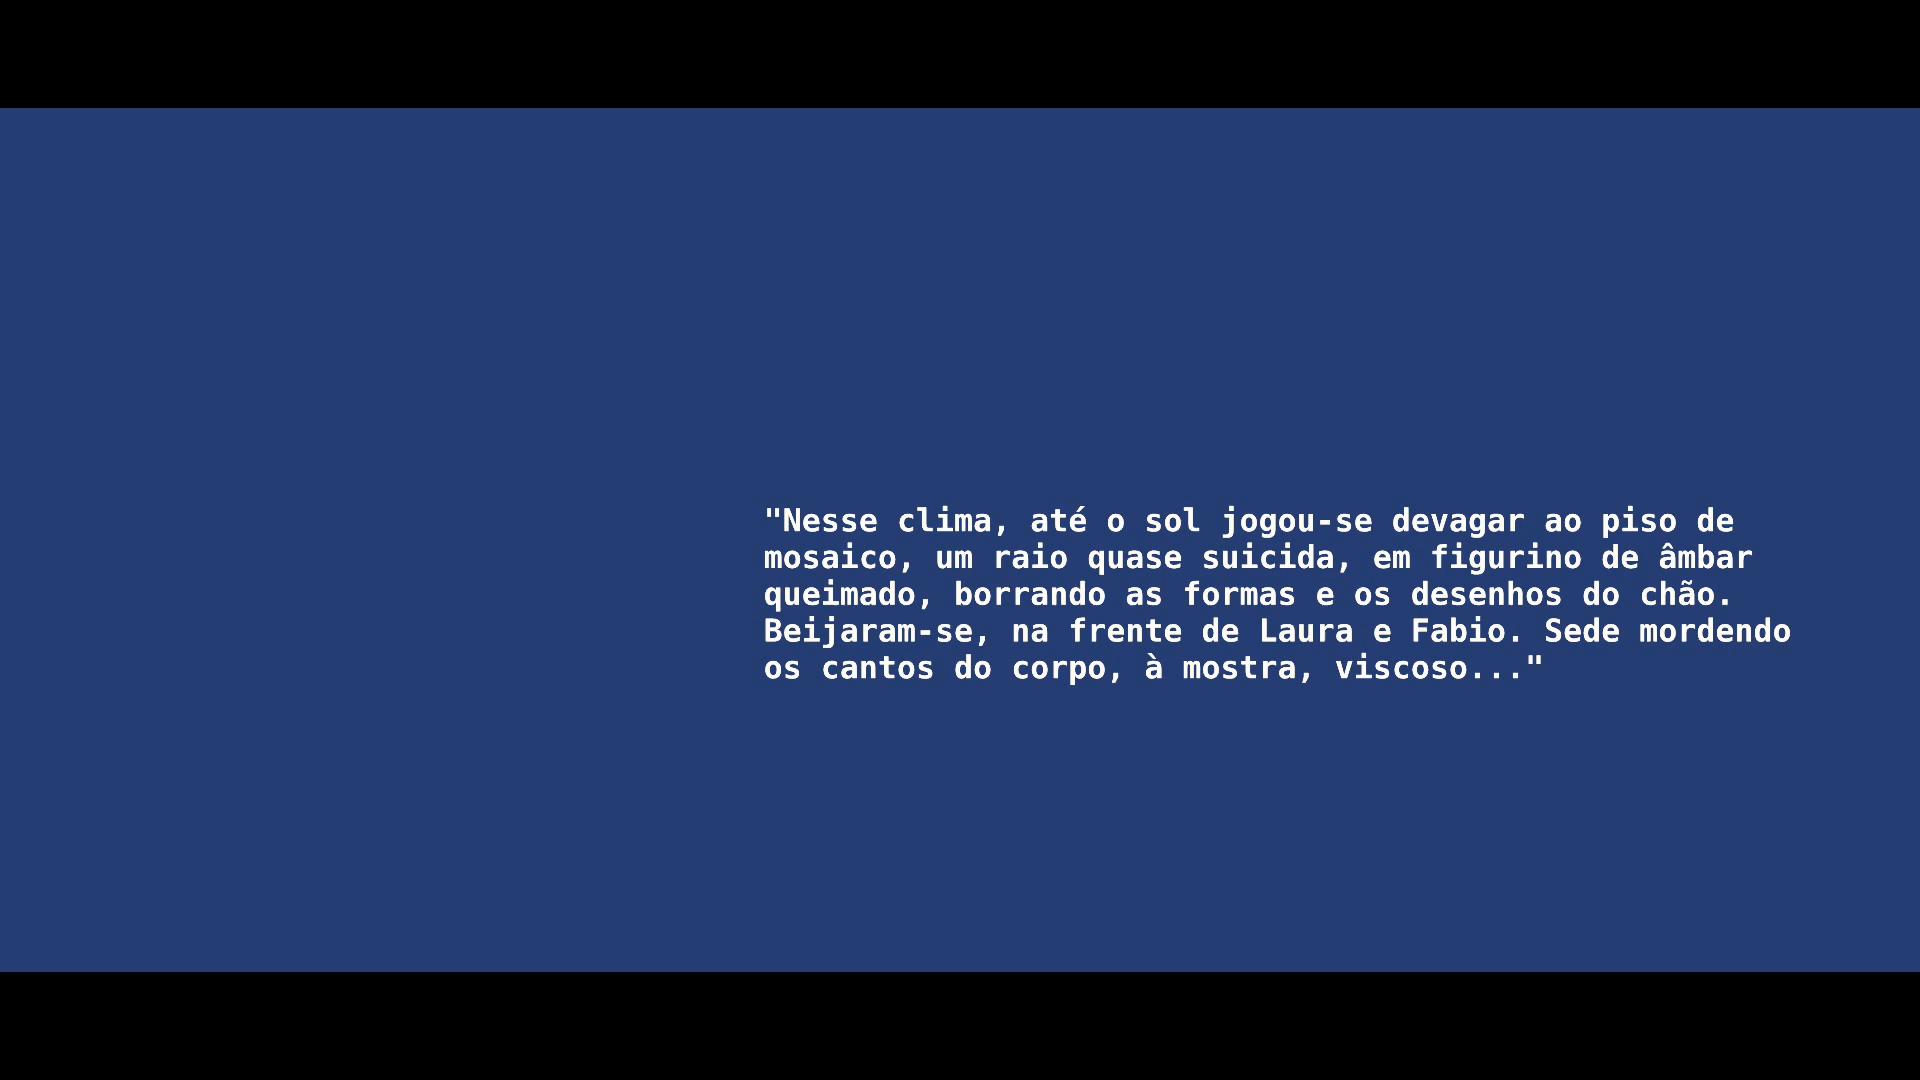 "Nesse clima, até o sol jogou-se devagar ao piso de
mosaico, um raio quase suicida, em figurino de âmbar
queimado, borrando as formas e os desenhos do chão.
Beijaram-se, na frente de Laura e Fabio. Sede mordendo
os cantos do corpo, à mostra, viscoso..."